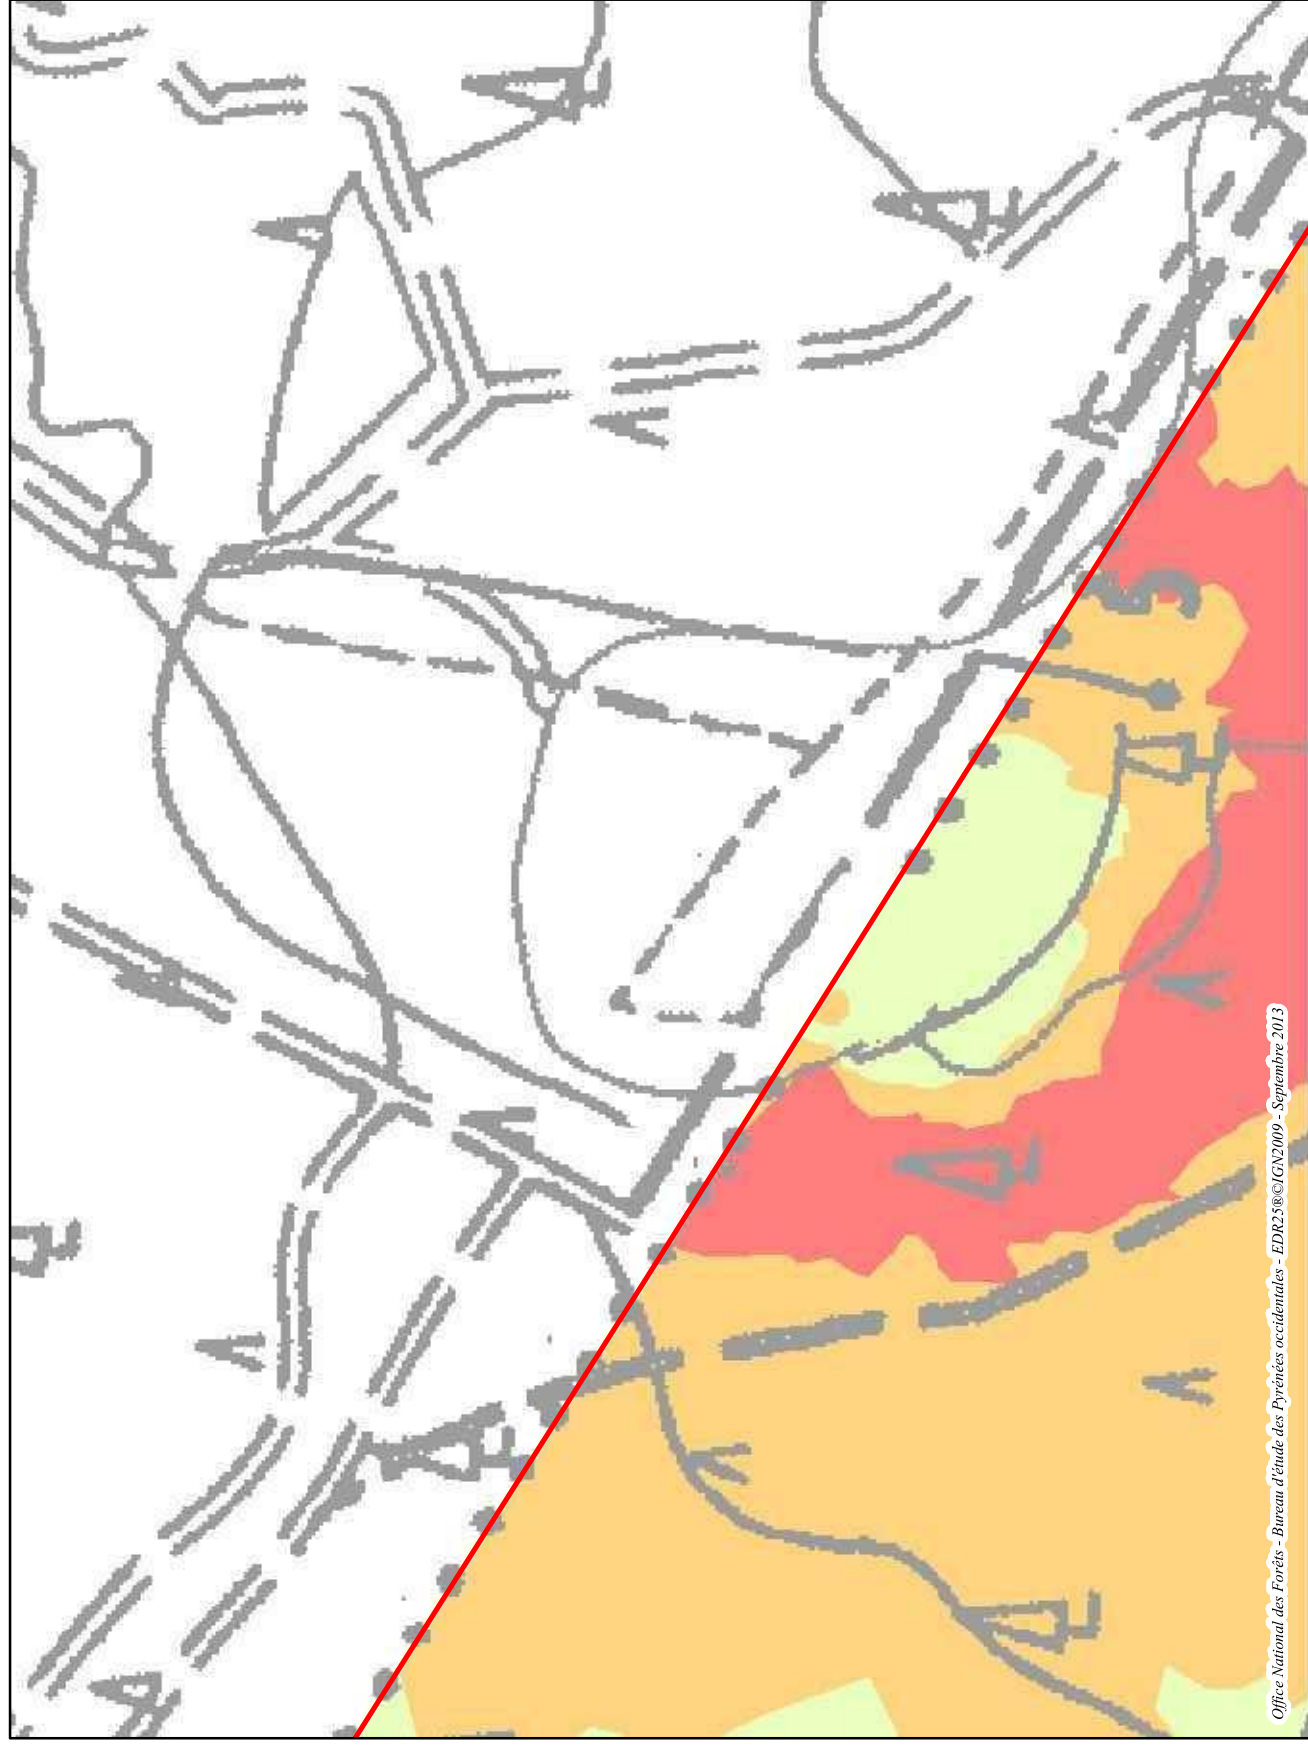 Office National des Forêts - Bureau d'étude des Pyrénées occidentales - EDR25®©IGN2009 - Septembre 2013